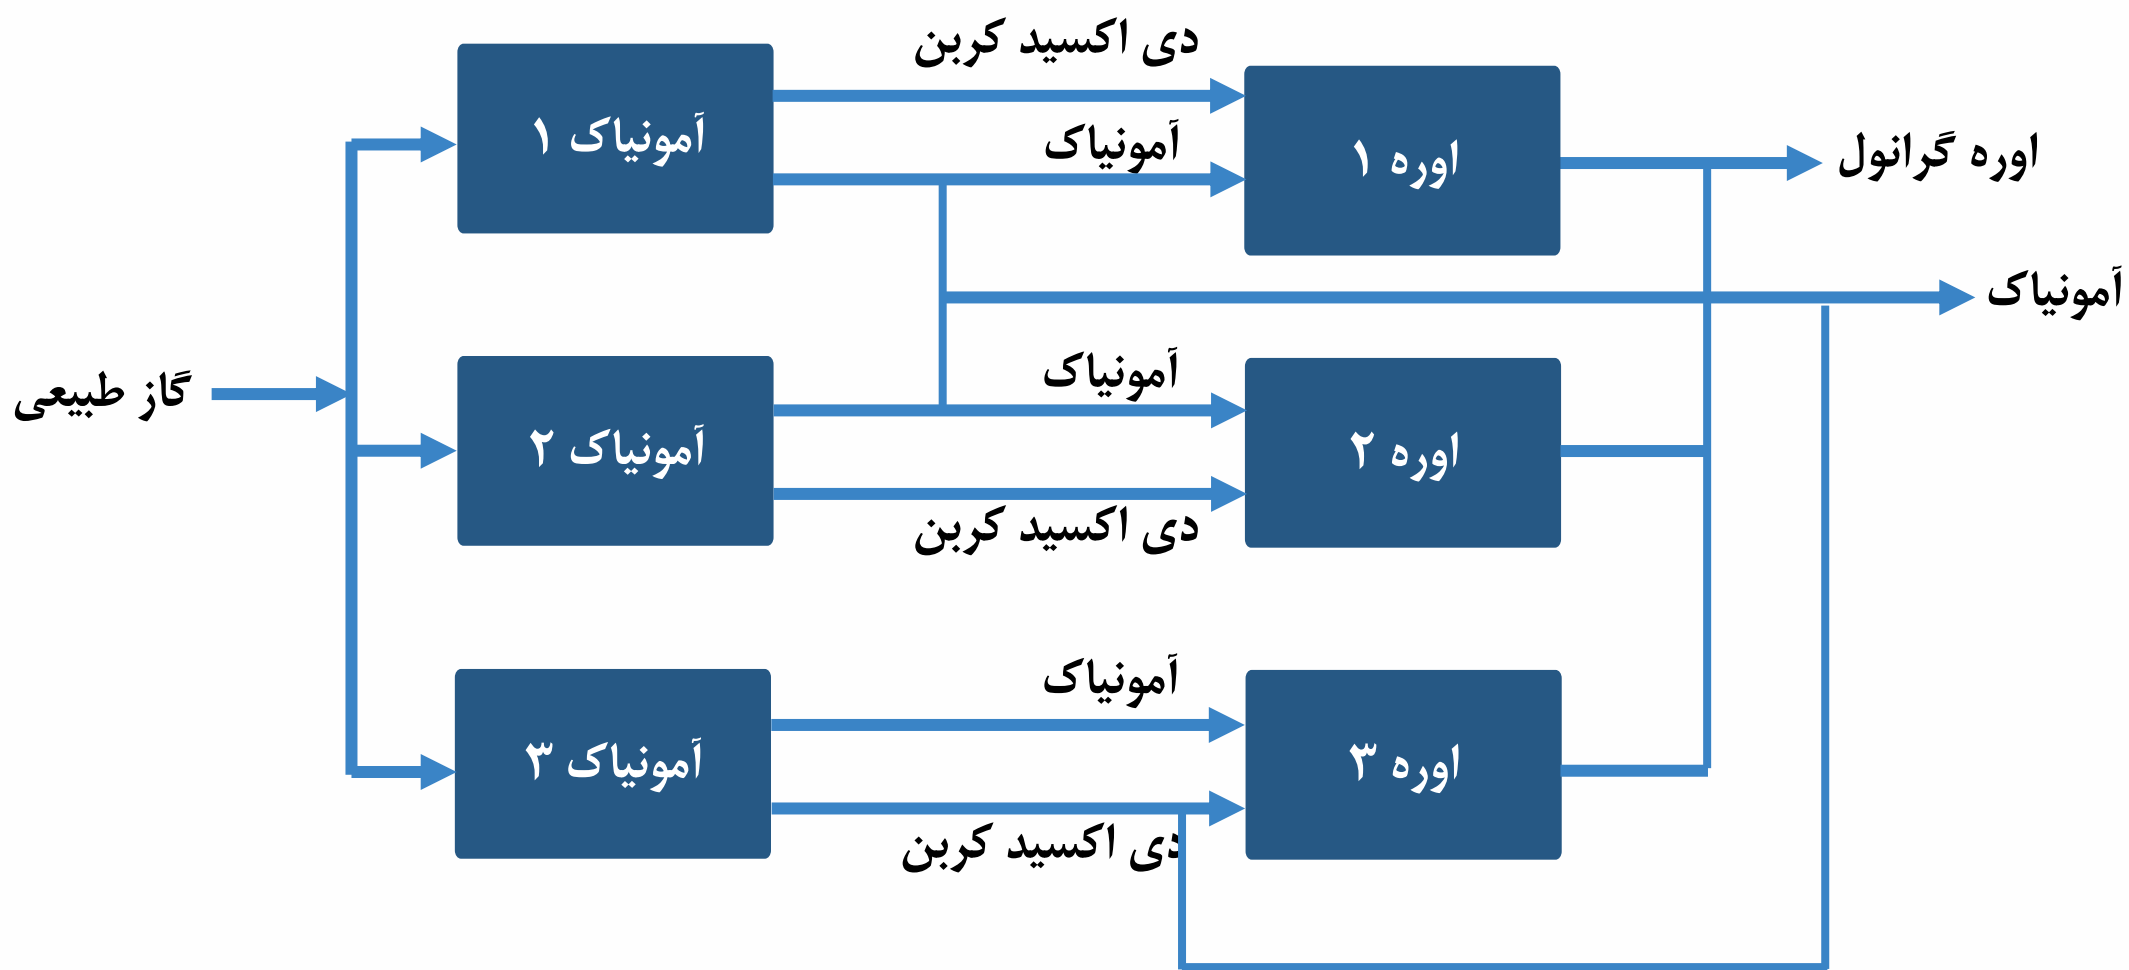 دی اکسید کربن
آمونیاک ۱
آمونیاک
اوره ۱
اوره گرانول
آمونیاک
گاز طبیعی
آمونیاک ۲
آمونیاک
اوره ۲
دی اکسید کربن
آمونیاک ۳
آمونیاک
اوره ۳
دی اکسید کربن